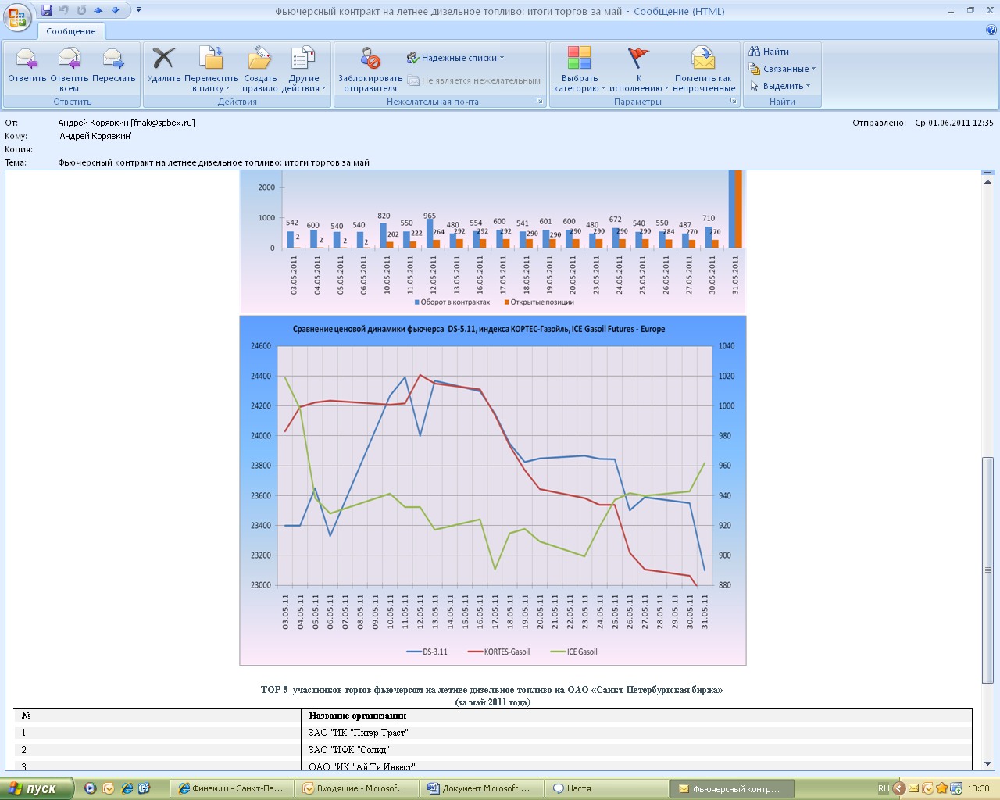 Фьючерсный контракт на летнее дизельное топливо: итоги торгов за май - Сообщение (HTML)
Сообщение
Ответить
Ответить всем
Переслать
Ответить
Удалить
Переместить в папку
Создать правило
Другие действия
Действия
Заблокировать отправителя
Надежные списки
Не является нежелательным
Нежелательная почта
Выбрать категорию
К исполнению
Пометить как непрочтенные
Параметры
Найти
Связанные
Выделить
Найти
От: Андрей Корявкин [fnak@spbex.ru]
Отправлено: Ср 01.06.2011 12:35
Кому: 'Андрей Корявкин'
Копия:
Тема: Фьючерсный контракт на летнее дизельное топливо: итоги торгов за май
2000
1000
0
542 600 540 540 820 550 965 480 554 600 541 601 600 480 672 540 550 487 710
2 2 2 2 202 222 264 292 292 292 290 290 290 290 290 290 284 270 270
03.05.2011 04.05.2011 05.05.2011 06.05.2011 10.05.2011 11.05.2011 12.05.2011 13.05.2011 16.05.2011 17.05.2011 18.05.2011 19.05.2011 20.05.2011 23.05.2011 24.05.2011 25.05.2011 26.05.2011 27.05.2011 30.05.2011 31.05.2011
Оборот в контрактах Открытые позиции
Сравнение ценовой динамики фьючерса DS-5.11, индекса КОРТЕС-Газойль, ICE Gasoil Futures - Europe
24600 1040
24400 1020
24200 1000
24000 980
23800 960
23600 940
23400 920
23200 900
23000 880
03.05.11 04.05.11 05.05.11 06.05.11 07.05.11 08.05.11 09.05.11 10.05.11 11.05.11 12.05.11 13.05.11 14.05.11 15.05.11 16.05.11 17.05.11 18.05.11 19.05.11 20.05.11 21.05.11 22.05.11 23.05.11 24.05.11 25.05.11 26.05.11 27.05.11 28.05.11 29.05.11 30.05.11 31.05.11
DS-3.11 KORTES-Gasoil ICE Gasoil
TOP-5 участников торгов фьючерсом на летнее дизельное топливо на ОАО «Санкт-Петербургская биржа»
(за май 2011 года)
№ Название организации
1 ЗАО "ИК "Питер Траст"
2 ЗАО "ИФК "Солид"
3 ОАО "ИК "Ай Ти Инвест"
пуск
Финам.ru - Санкт-Пе...
Входящие - Microsof...
Документ Microsoft ...
Настя
Фьючерсный контр...
RU
13:30